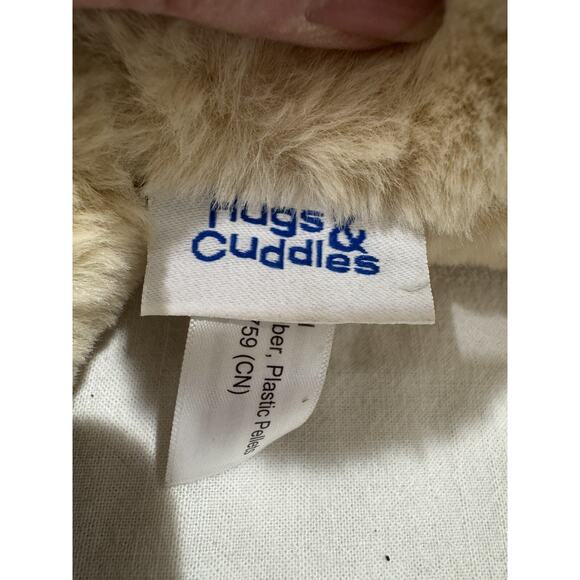 Hugs &
Cuddles
ber, Plastic Pellets
759 (CN)